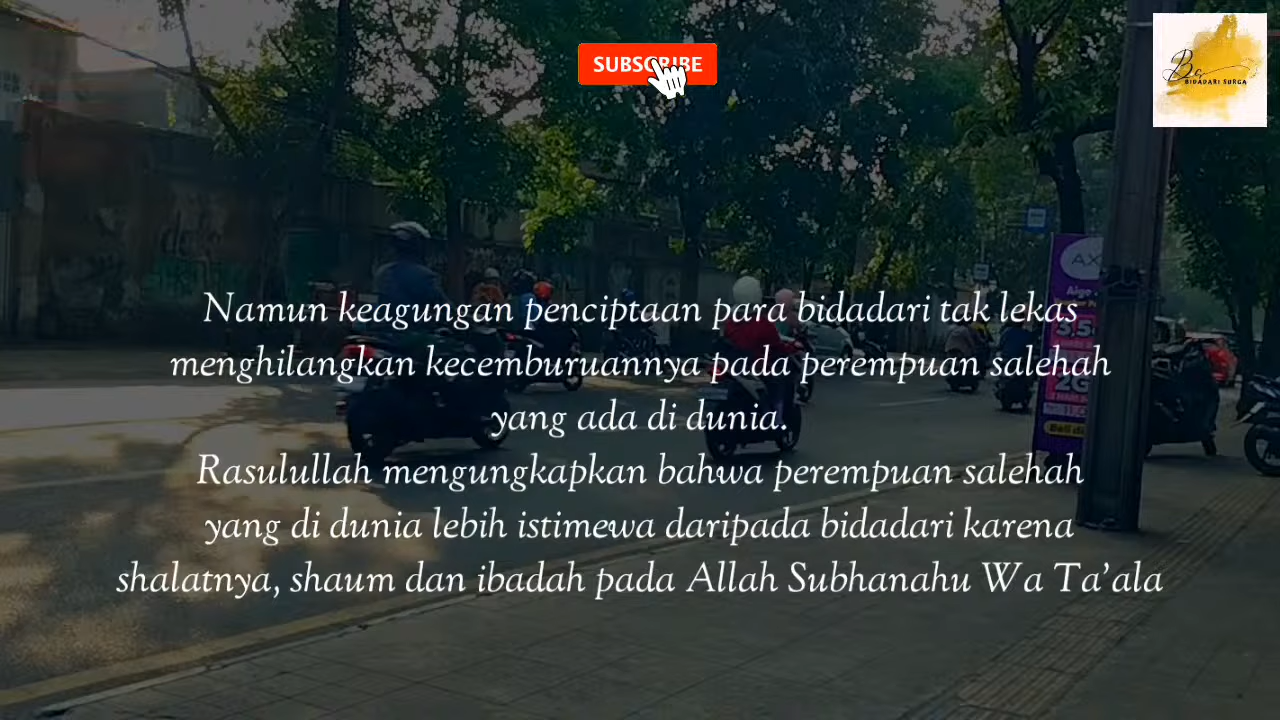 SUBSCRIBE
BIDADARI SURGA
Namun keagungan penciptaan para bidadari tak lekas
menghilangkan kecemburuannya pada perempuan salehah
yang ada di dunia.
Rasulullah mengungkapkan bahwa perempuan salehah
yang di dunia lebih istimewa daripada bidadari karena
shalatnya, shaum dan ibadah pada Allah Subhanahu Wa Ta'ala